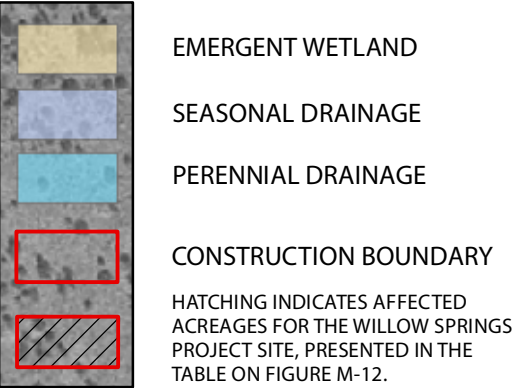 EMERGENT WETLAND
SEASONAL DRAINAGE
PERENNIAL DRAINAGE
CONSTRUCTION BOUNDARY
HATCHING INDICATES AFFECTED
ACREAGES FOR THE WILLOW SPRINGS
PROJECT SITE, PRESENTED IN THE
TABLE ON FIGURE M-12.